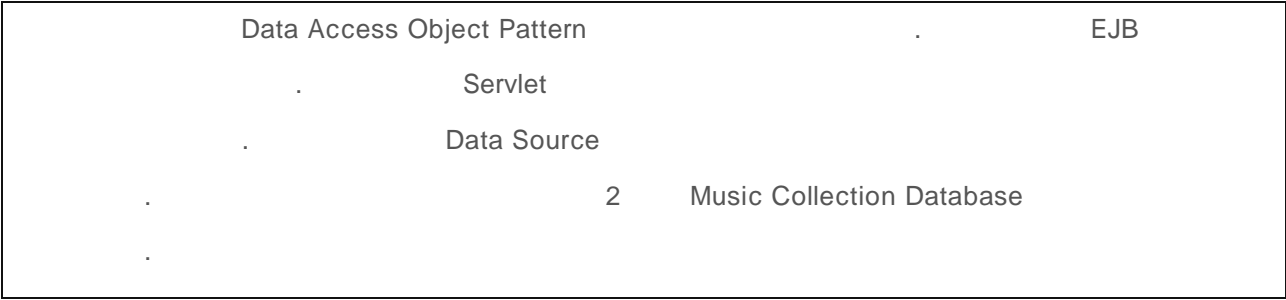 Data Access Object Pattern . EJB
. Servlet
. Data Source
. 2 Music Collection Database
.